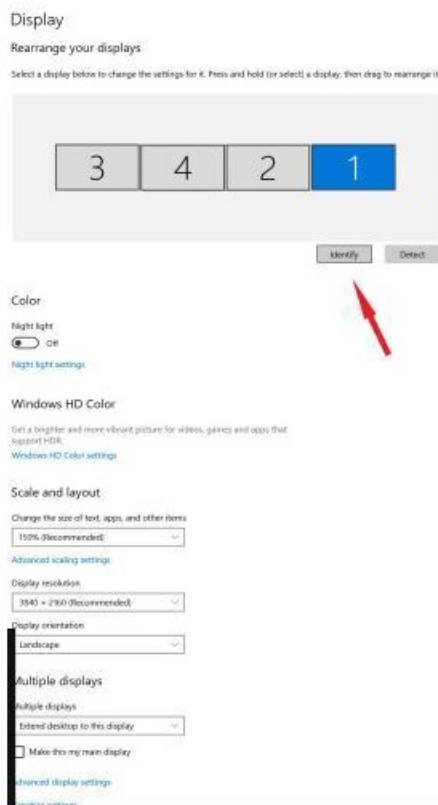 Display
Rearrange your displays
Select a display below to change the settings for it. Press and hold (or select) a display, then drag to rearrange it.
3 4 2 1
Identify Detect
Color
Night light
Off
Night light settings
Windows HD Color
Get a brighter and more vibrant picture for videos, games and apps that
support HDR.
Windows HD Color settings
Scale and layout
Change the size of text, apps, and other items
150% (Recommended)
Advanced scaling settings
Display resolution
3840 × 2160 (Recommended)
Display orientation
Landscape
Multiple displays
Multiple displays
Extend desktop to this display
Make this my main display
Advanced display settings
Graphics settings